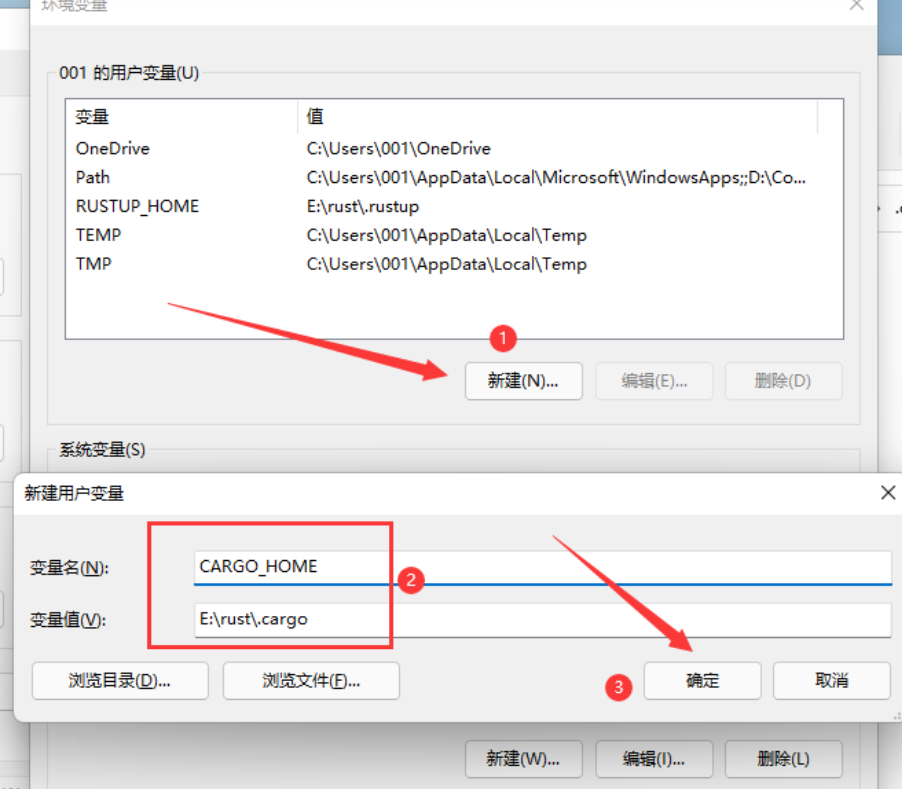 环境变量
001 的用户变量(U)
变量 值
OneDrive C:\Users\001\OneDrive
Path C:\Users\001\AppData\Local\Microsoft\WindowsApps;;D:\Co...
RUSTUP_HOME E:\rust\.rustup
TEMP C:\Users\001\AppData\Local\Temp
TMP C:\Users\001\AppData\Local\Temp
1
新建(N)... 编辑(E)... 删除(D)
系统变量(S)
新建用户变量
变量名(N): CARGO_HOME
2
变量值(V): E:\rust\.cargo
浏览目录(D)... 浏览文件(F)... 3 确定 取消
新建(W)... 编辑(I)... 删除(L)